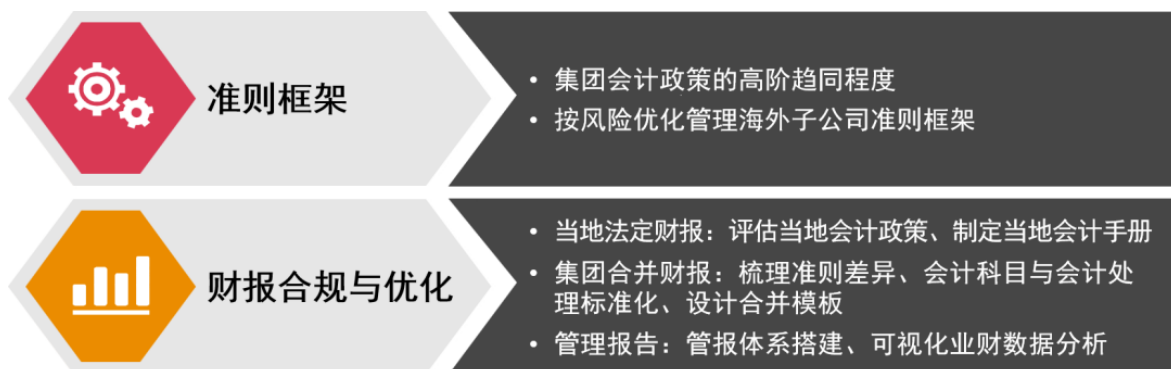 准则框架
• 集团会计政策的高阶趋同程度
• 按风险优化管理海外子公司准则框架
财报合规与优化
• 当地法定财报：评估当地会计政策、制定当地会计手册
• 集团合并财报：梳理准则差异、会计科目与会计处
理标准化、设计合并模板
• 管理报告：管报体系搭建、可视化业财数据分析